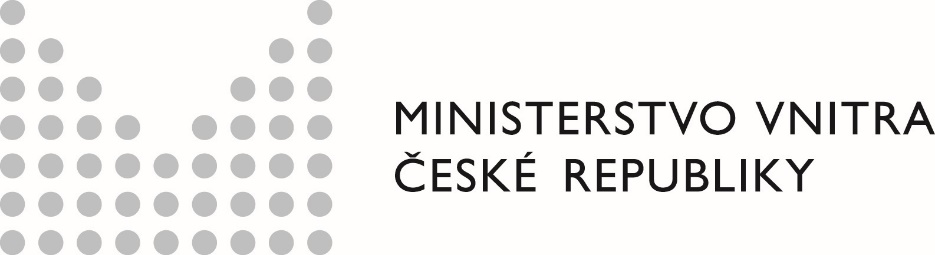 MINISTERSTVO VNITRA
ČESKÉ REPUBLIKY